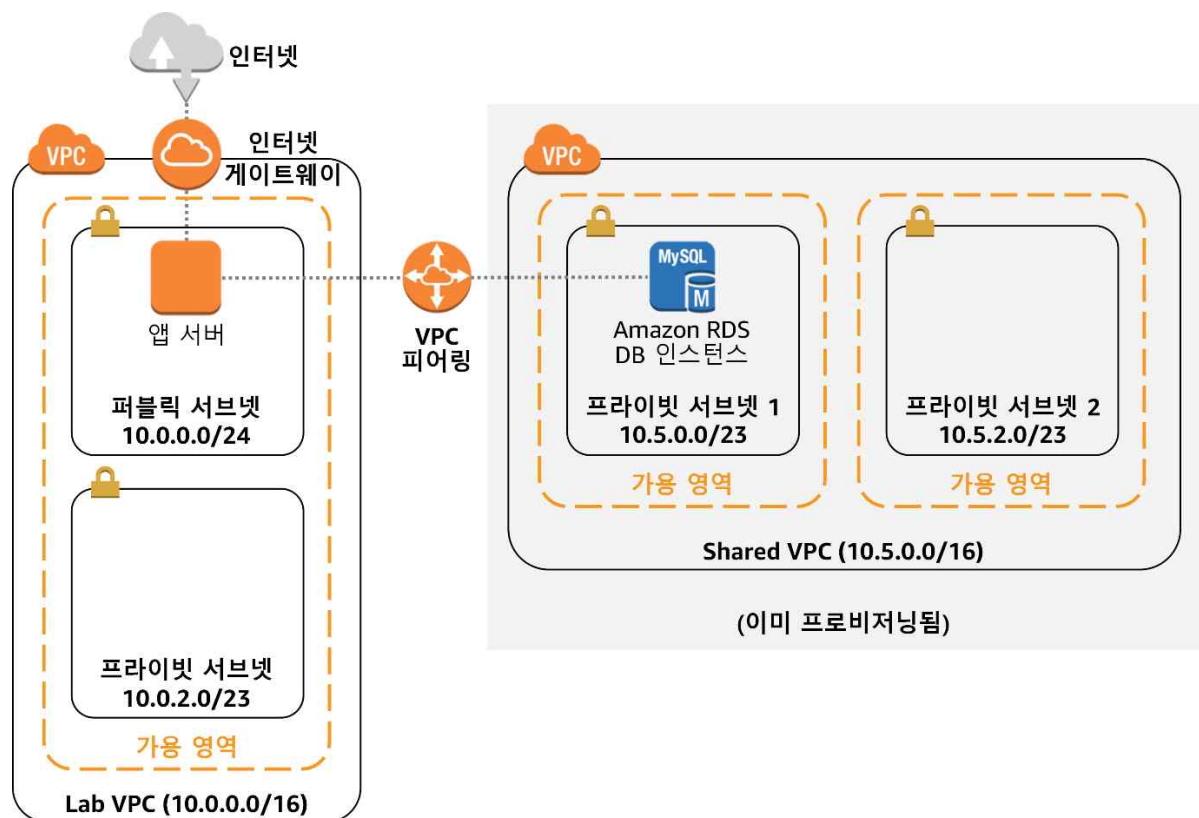 인터넷
VPC
인터넷
게이트웨이
앱 서버
퍼블릭 서브넷
10.0.0.0/24
프라이빗 서브넷
10.0.2.0/23
가용 영역
Lab VPC (10.0.0.0/16)
VPC
피어링
VPC
MySQL
M
Amazon RDS
DB 인스턴스
프라이빗 서브넷 1
10.5.0.0/23
가용 영역
프라이빗 서브넷 2
10.5.2.0/23
가용 영역
Shared VPC (10.5.0.0/16)
(이미 프로비저닝됨)